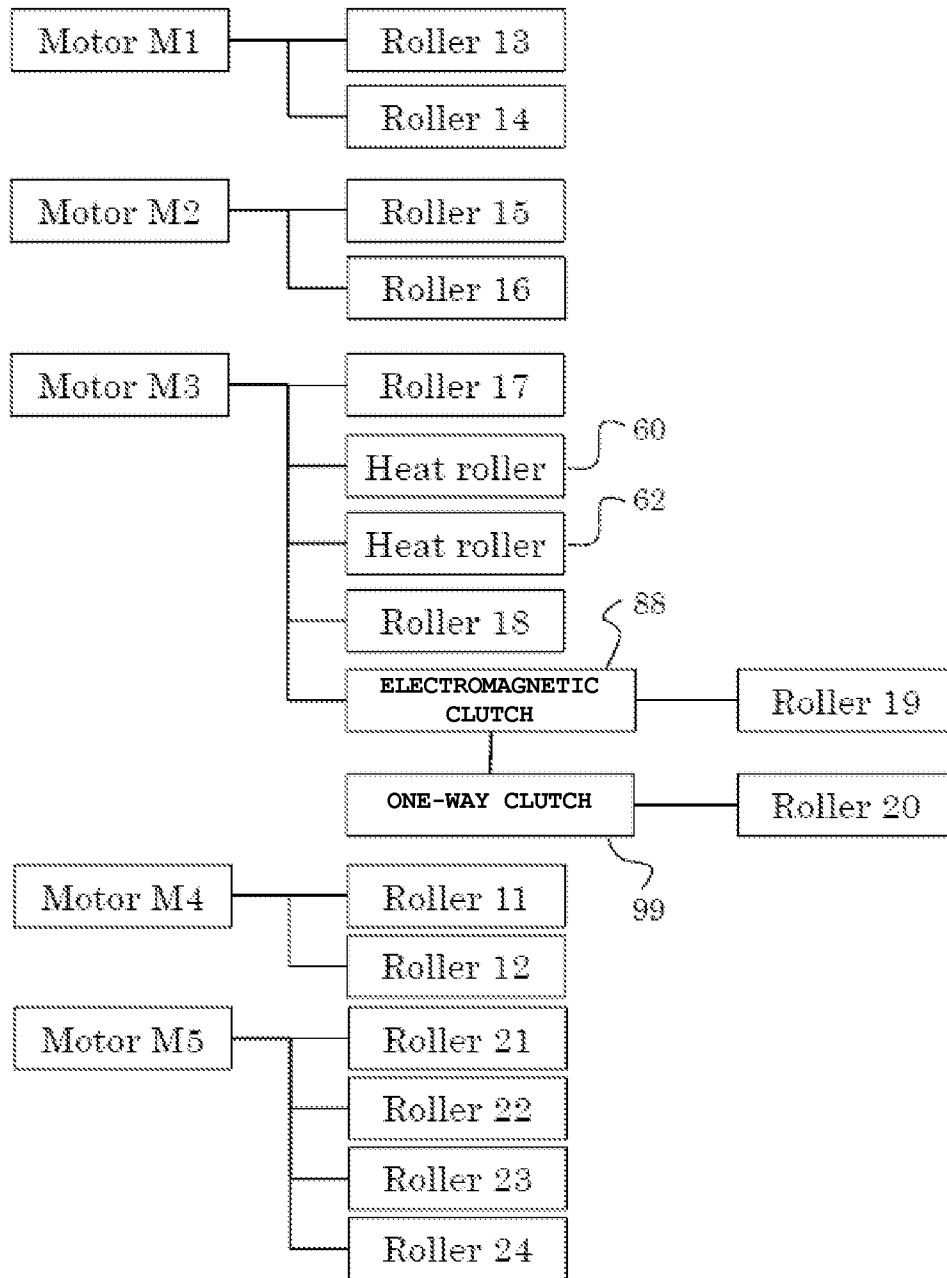 Motor M1
Roller 13
Roller 14
Motor M2
Roller 15
Roller 16
Motor M3
Roller 17
Heat roller
60
Heat roller
62
Roller 18
88
ELECTROMAGNETIC
CLUTCH
Roller 19
ONE-WAY CLUTCH
Roller 20
99
Motor M4
Roller 11
Roller 12
Motor M5
Roller 21
Roller 22
Roller 23
Roller 24